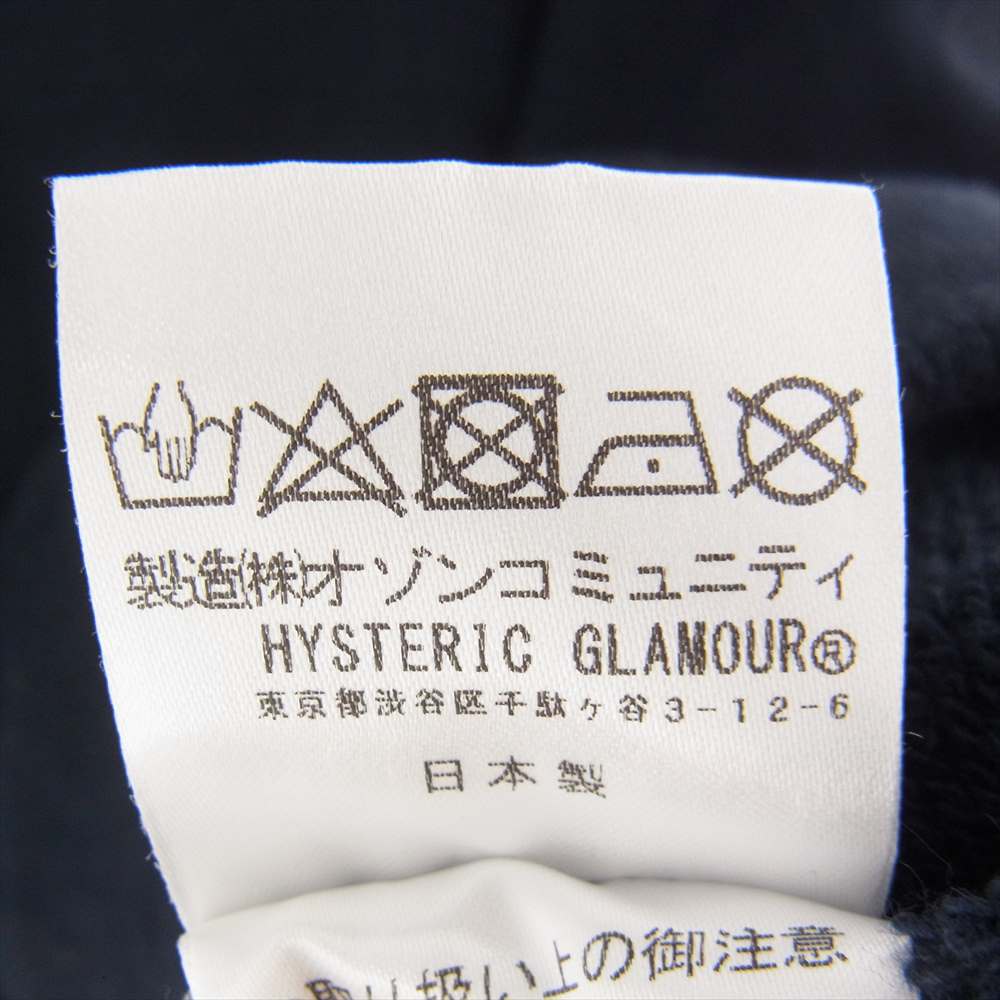 製造(株)オゾンコミュニティ
HYSTERIC GLAMOUR®
東京都渋谷区千駄ヶ谷3-12-6
日本製
取り扱い上の御注意